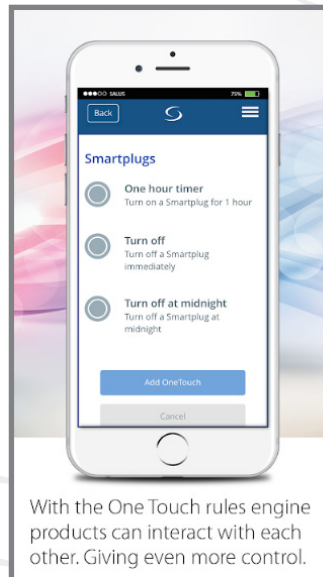 SALUS 75%
Back
Smartplugs
One hour timer
Turn on a Smartplug for 1 hour
Turn off
Turn off a Smartplug
immediately
Turn off at midnight
Turn off a Smartplug at
midnight
Add OneTouch
Cancel
With the One Touch rules engine
products can interact with each
other. Giving even more control.